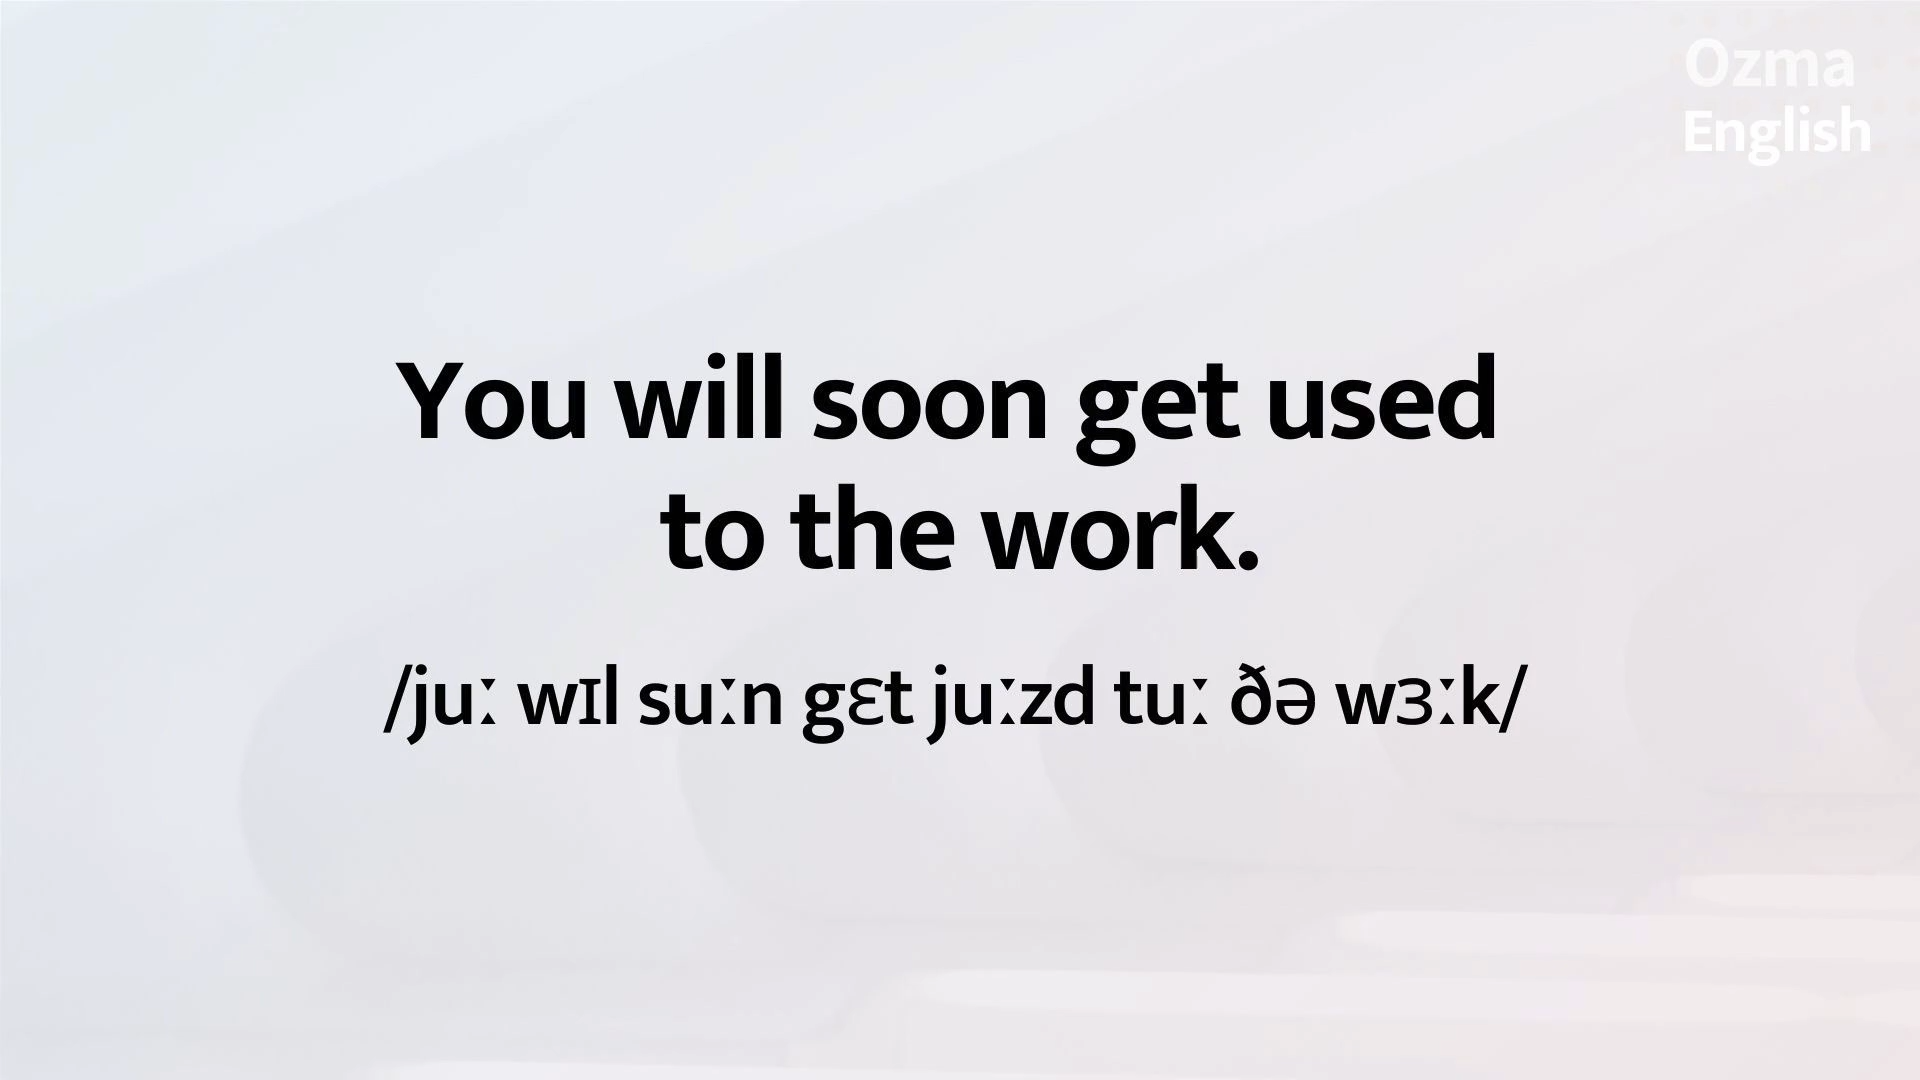 Ozma
English
You will soon get used
to the work.
/juː wɪl suːn gɛt juːzd tuː ðə wɜːk/